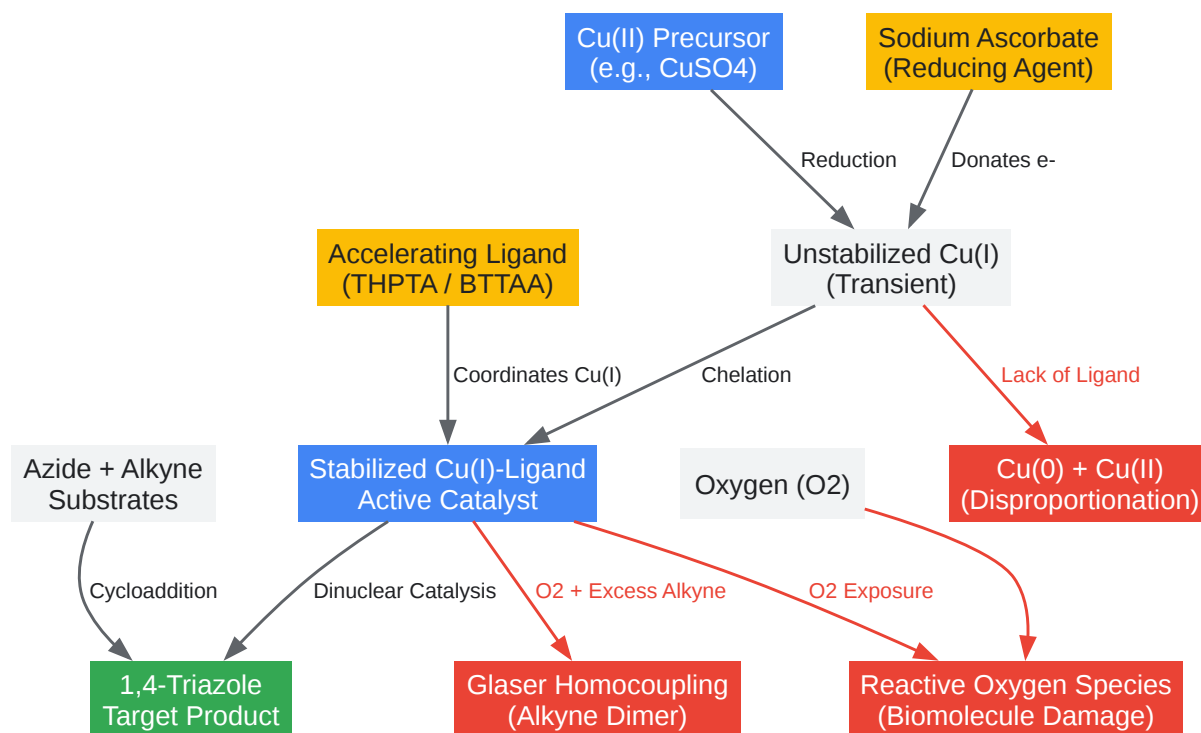 Cu(II) Precursor
(e.g., CuSO4)
Sodium Ascorbate
(Reducing Agent)
Reduction
Donates e-
Accelerating Ligand
(THPTA / BTTAA)
Unstabilized Cu(I)
(Transient)
Coordinates Cu(I)
Chelation
Lack of Ligand
Azide + Alkyne
Substrates
Stabilized Cu(I)-Ligand
Active Catalyst
Oxygen (O2)
Cu(0) + Cu(II)
(Disproportionation)
Cycloaddition
Dinuclear Catalysis
O2 + Excess Alkyne
O2 Exposure
1,4-Triazole
Target Product
Glaser Homocoupling
(Alkyne Dimer)
Reactive Oxygen Species
(Biomolecule Damage)